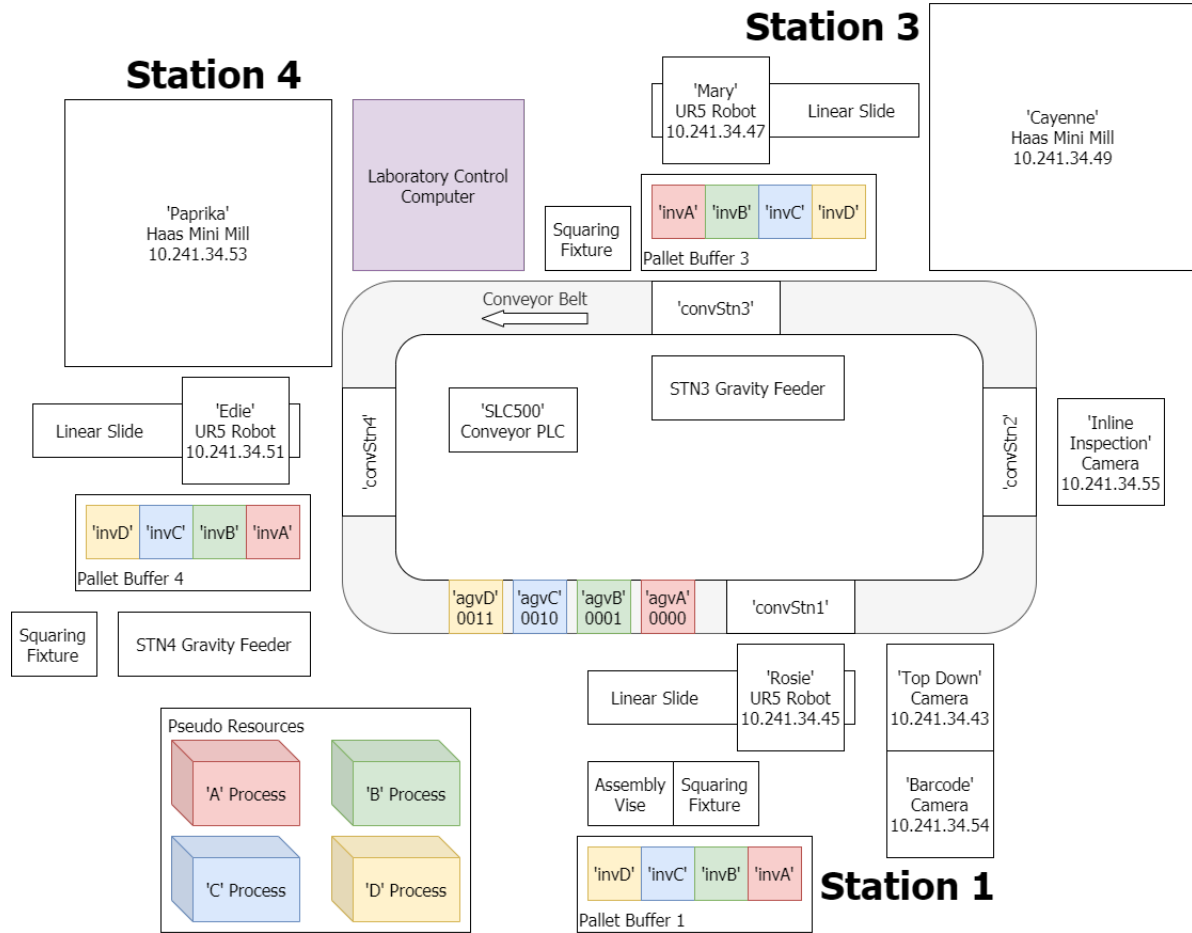 Station 3
Station 4
'Mary'
UR5 Robot
10.241.34.47
Linear Slide
'Cayenne'
Haas Mini Mill
10.241.34.49
Laboratory Control
Computer
'Paprika'
Haas Mini Mill
10.241.34.53
Squaring
Fixture
'invA'
'invB'
'invC'
'invD'
Pallet Buffer 3
Conveyor Belt
'convStn3'
STN3 Gravity Feeder
'SLC500'
Conveyor PLC
Linear Slide
'Edie'
UR5 Robot
10.241.34.51
'convStn4'
'convStn2'
'Inline
Inspection'
Camera
10.241.34.55
'invD'
'invC'
'invB'
'invA'
Pallet Buffer 4
'agvD'
0011
'agvC'
0010
'agvB'
0001
'agvA'
0000
'convStn1'
Squaring
Fixture
STN4 Gravity Feeder
Linear Slide
'Rosie'
UR5 Robot
10.241.34.45
'Top Down'
Camera
10.241.34.43
Pseudo Resources
'A' Process
'B' Process
'C' Process
'D' Process
Assembly
Vise
Squaring
Fixture
'Barcode'
Camera
10.241.34.54
'invD'
'invC'
'invB'
'invA'
Pallet Buffer 1
Station 1